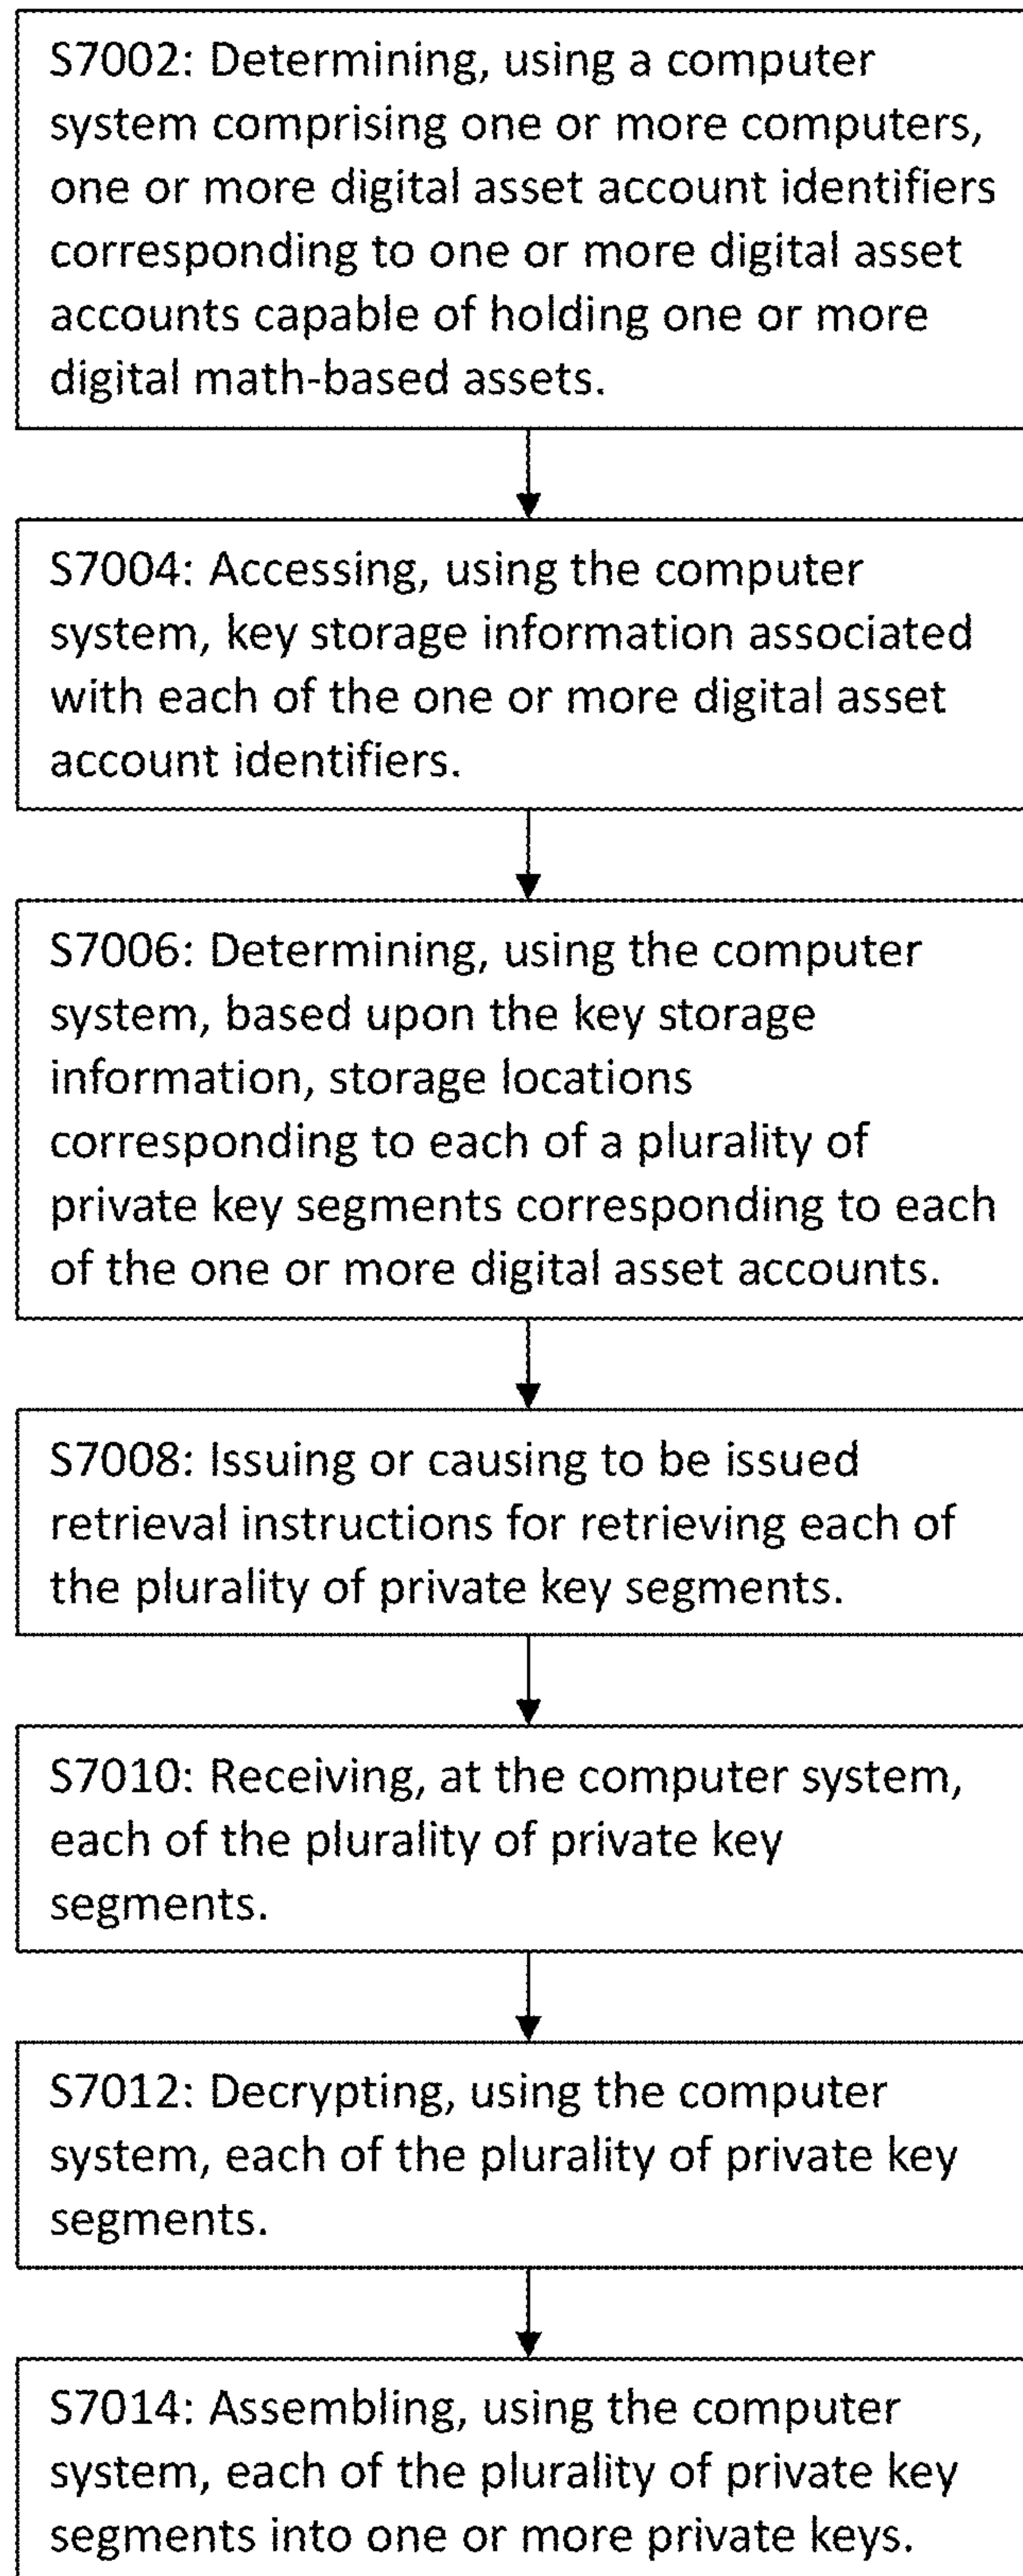 S7002: Determining, using a computer
system comprising one or more computers,
one or more digital asset account identifiers
corresponding to one or more digital asset
accounts capable of holding one or more
digital math-based assets.
S7004: Accessing, using the computer
system, key storage information associated
with each of the one or more digital asset
account identifiers.
S7006: Determining, using the computer
system, based upon the key storage
information, storage locations
corresponding to each of a plurality of
private key segments corresponding to each
of the one or more digital asset accounts.
S7008: Issuing or causing to be issued
retrieval instructions for retrieving each of
the plurality of private key segments.
S7010: Receiving, at the computer system,
each of the plurality of private key
segments.
S7012: Decrypting, using the computer
system, each of the plurality of private key
segments.
S7014: Assembling, using the computer
system, each of the plurality of private key
segments into one or more private keys.